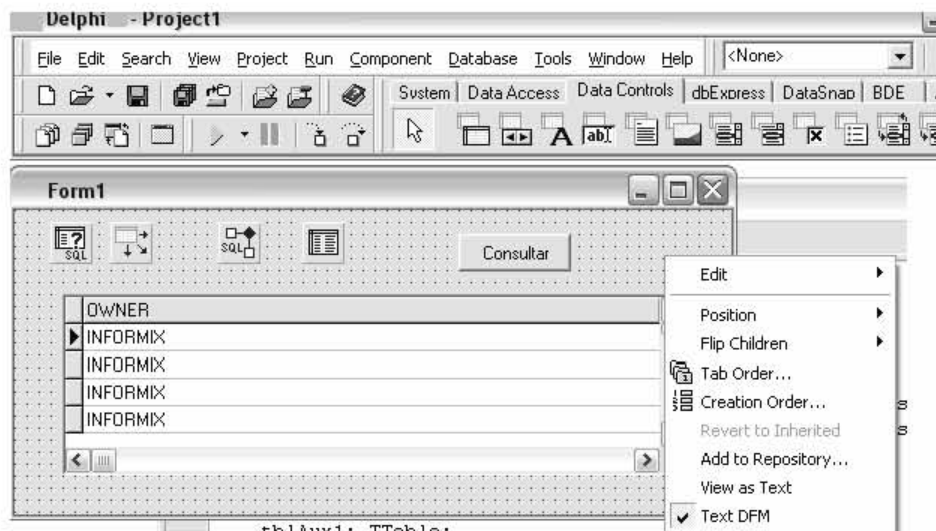 Delphi - Project1
File Edit Search View Project Run Component Database Tools Window Help <None>
System Data Access Data Controls dbExpress DataSnap BDE
Form1
SQL SQL Consultar
OWNER
INFORMIX
INFORMIX
INFORMIX
INFORMIX
Edit
Position
Flip Children
Tab Order...
Creation Order...
Revert to Inherited
Add to Repository...
View as Text
Text DFM
tblAux1: TTable;